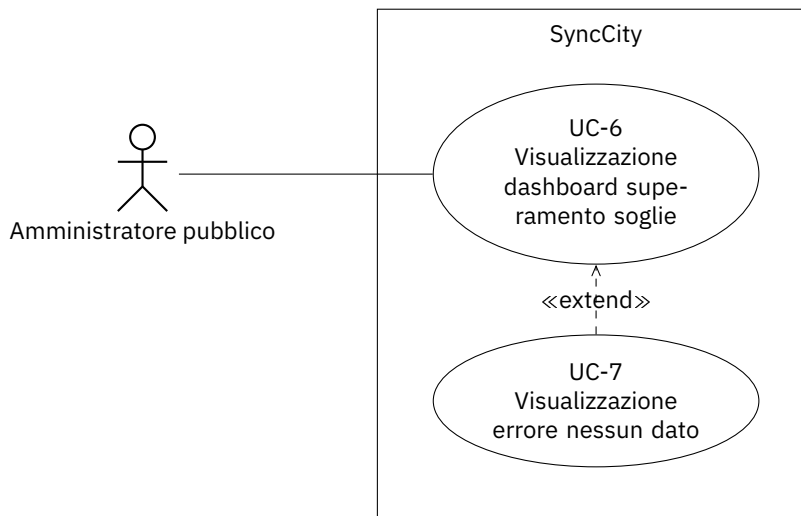 SyncCity
UC-6
Visualizzazione
dashboard supe-
ramento soglie
Amministratore pubblico
≪extend≫
UC-7
Visualizzazione
errore nessun dato